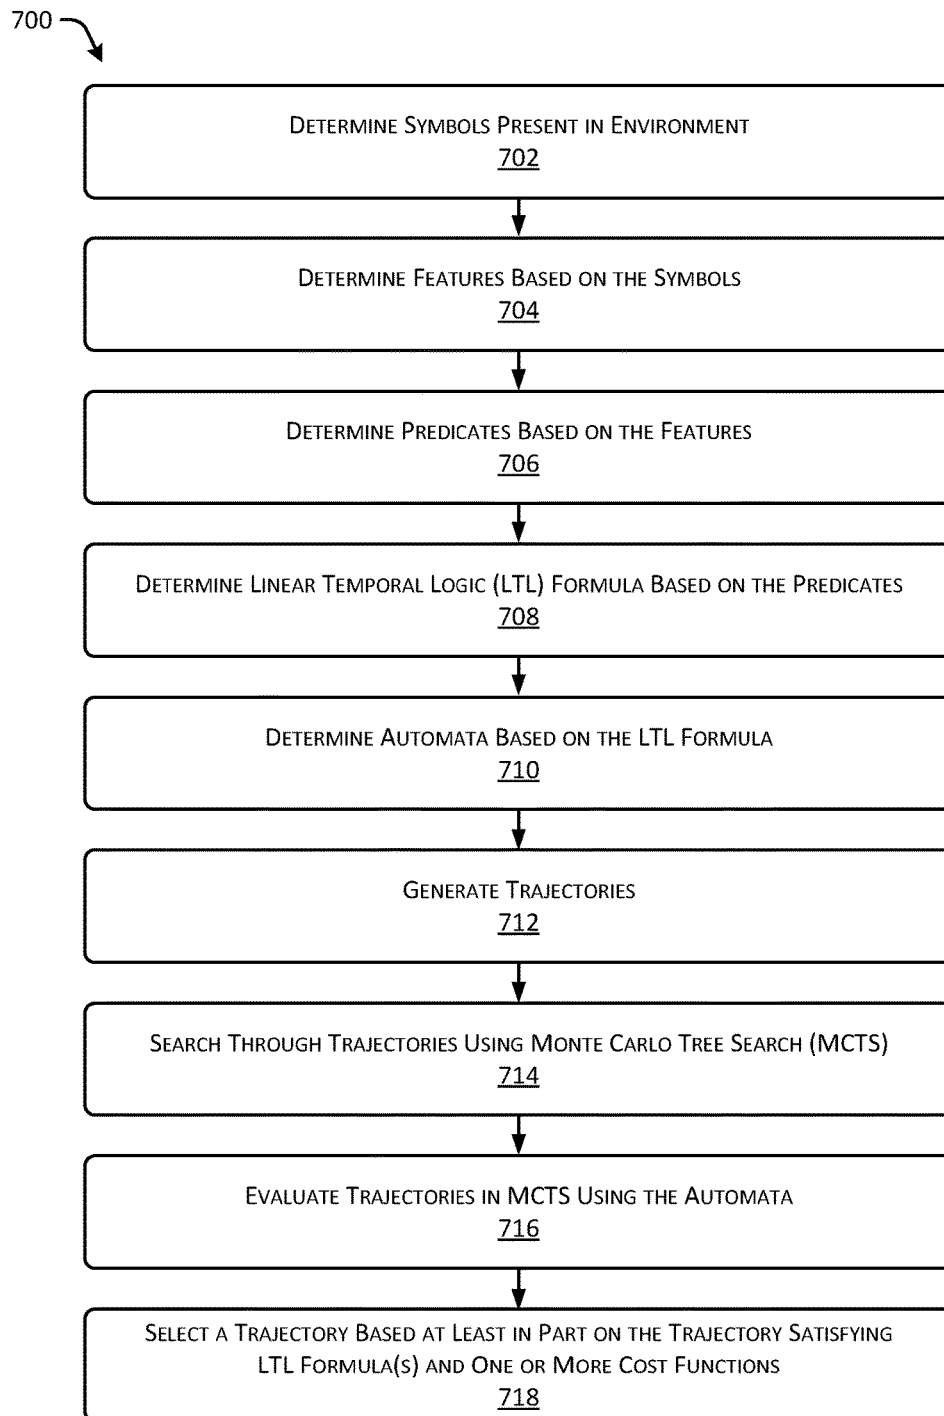 700
DETERMINE SYMBOLS PRESENT IN ENVIRONMENT
702
DETERMINE FEATURES BASED ON THE SYMBOLS
704
DETERMINE PREDICATES BASED ON THE FEATURES
706
DETERMINE LINEAR TEMPORAL LOGIC (LTL) FORMULA BASED ON THE PREDICATES
708
DETERMINE AUTOMATA BASED ON THE LTL FORMULA
710
GENERATE TRAJECTORIES
712
SEARCH THROUGH TRAJECTORIES USING MONTE CARLO TREE SEARCH (MCTS)
714
EVALUATE TRAJECTORIES IN MCTS USING THE AUTOMATA
716
SELECT A TRAJECTORY BASED AT LEAST IN PART ON THE TRAJECTORY SATISFYING
LTL FORMULA(S) AND ONE OR MORE COST FUNCTIONS
718